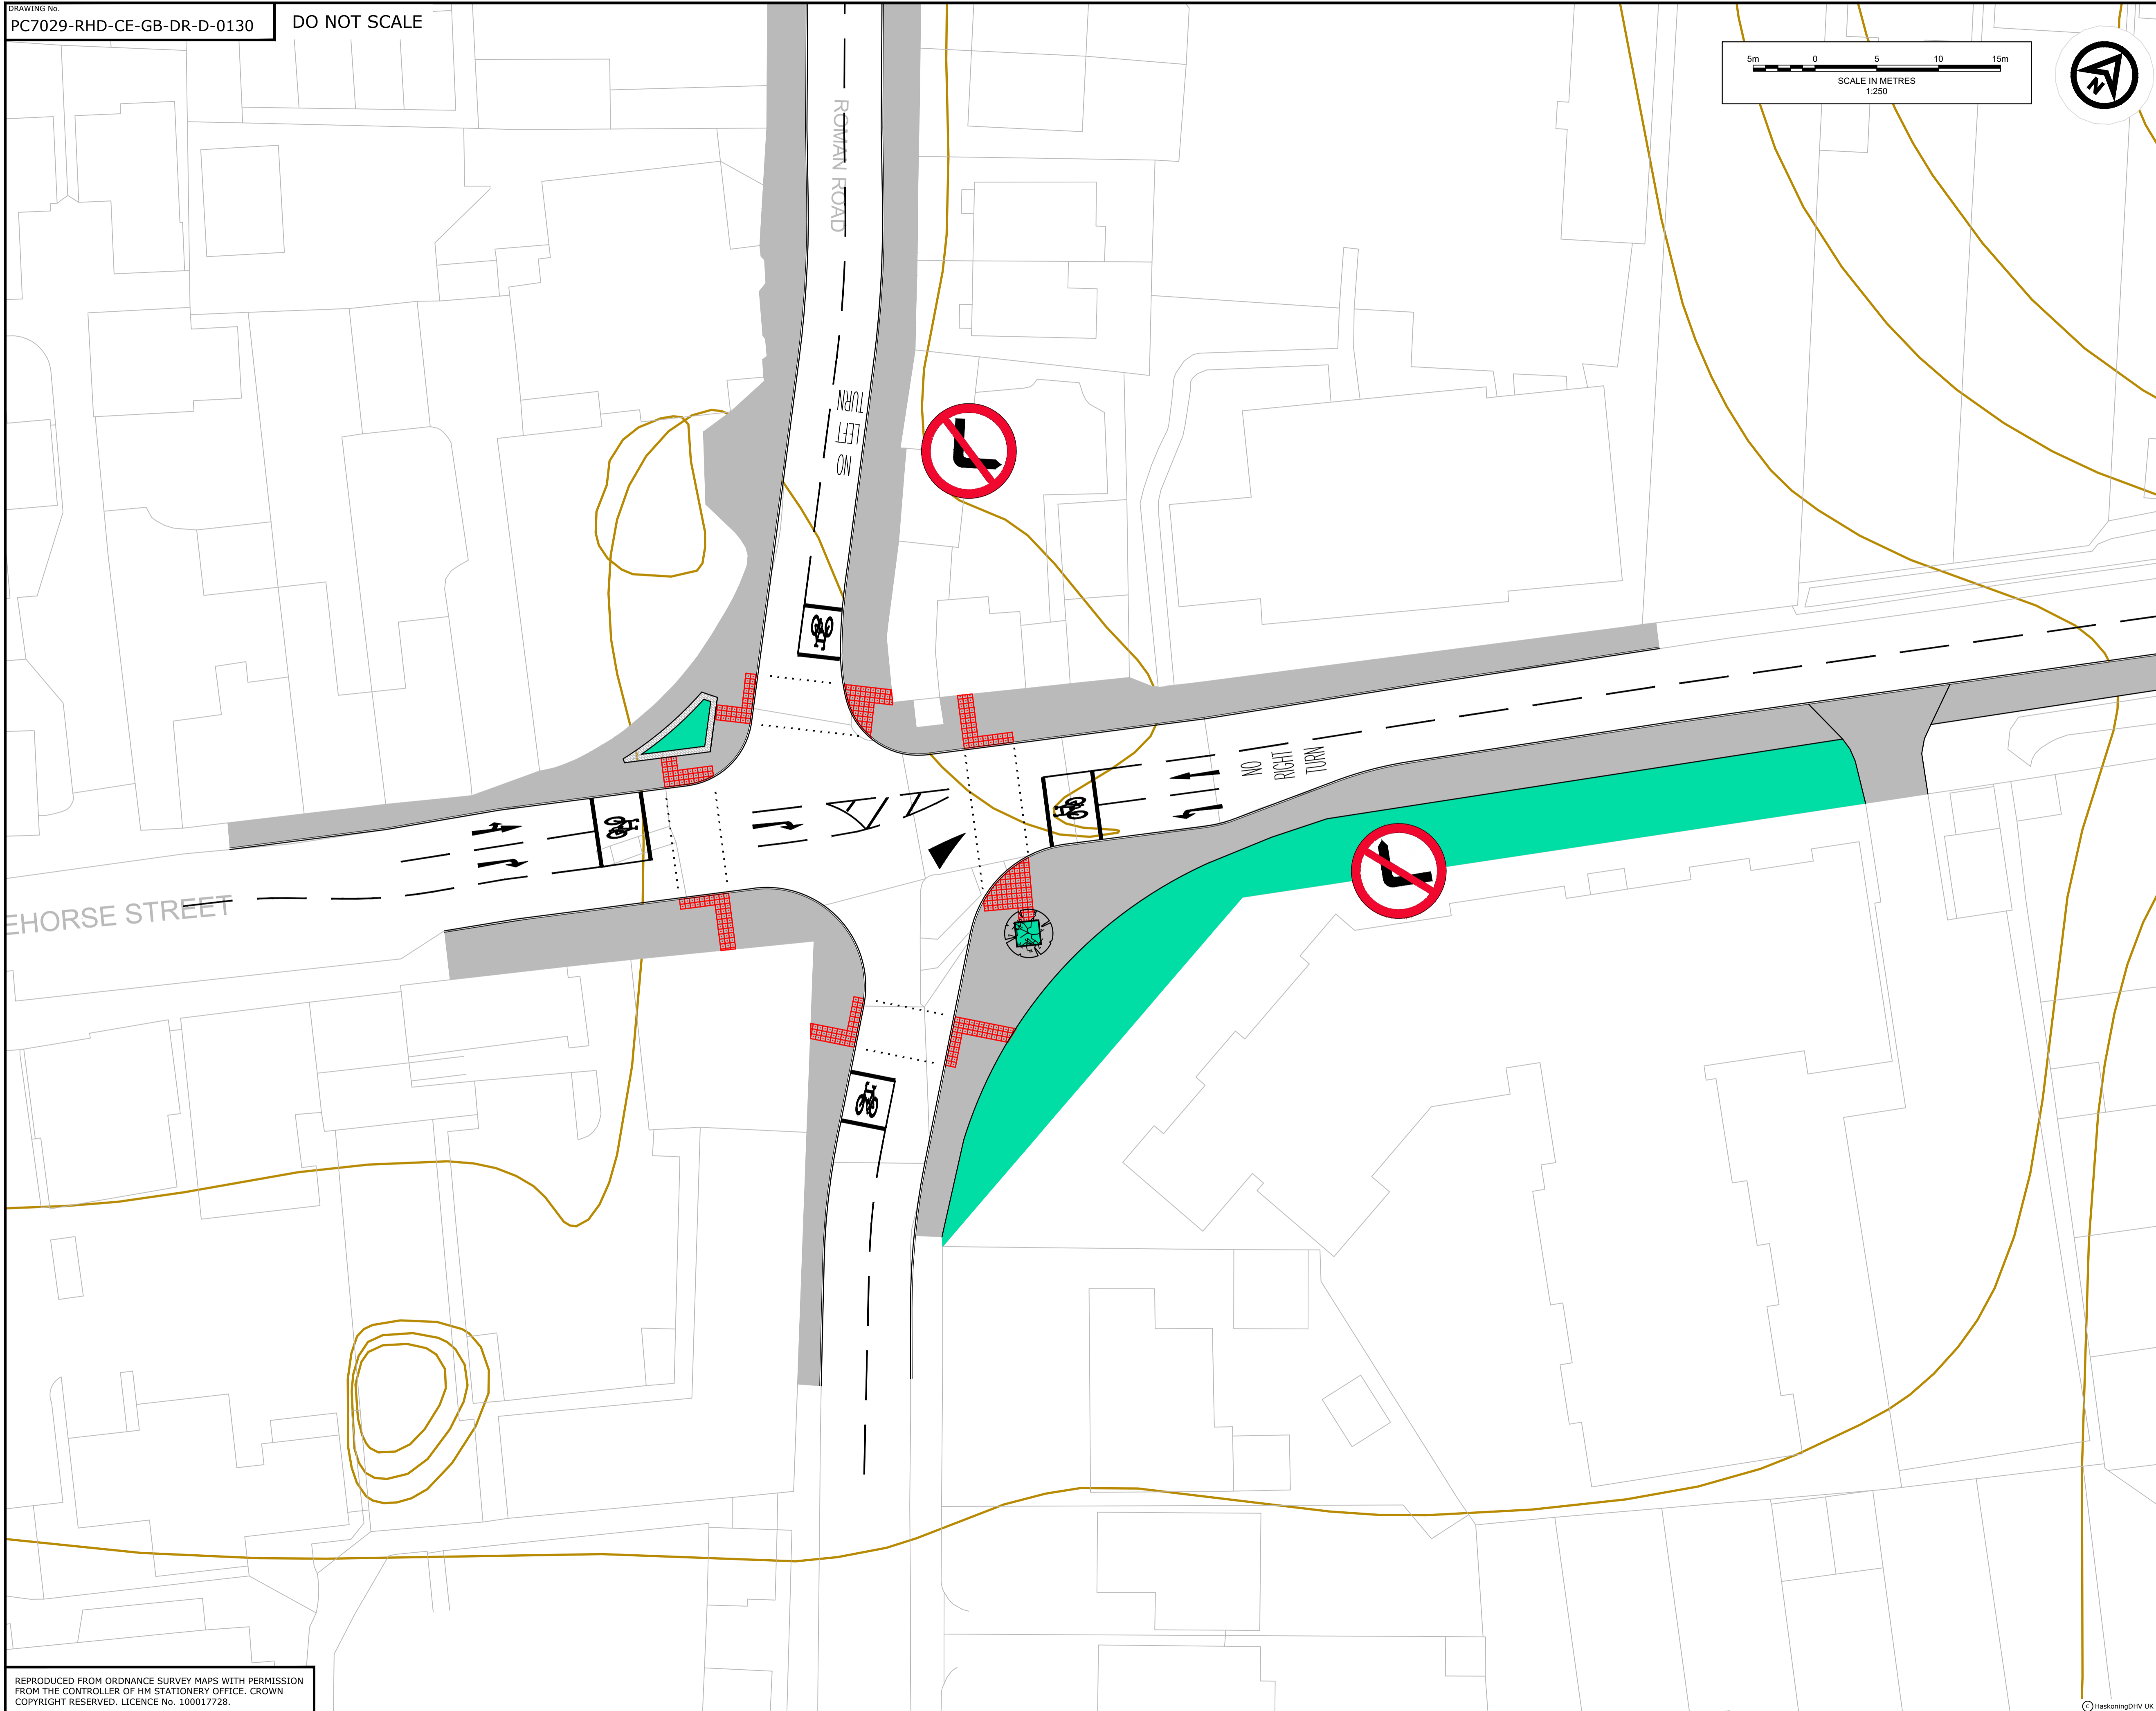 DRAWING No.
PC7029-RHD-CE-GB-DR-D-0130
DO NOT SCALE
5m 0 5 10 15m
SCALE IN METRES
1:250
N
ROMAN ROAD
TURN
LEFT
NO
NO
RIGHT
TURN
EHORSE STREET
REPRODUCED FROM ORDNANCE SURVEY MAPS WITH PERMISSION
FROM THE CONTROLLER OF HM STATIONERY OFFICE. CROWN
COPYRIGHT RESERVED. LICENCE No. 100017728.
© HaskoningDHV UK